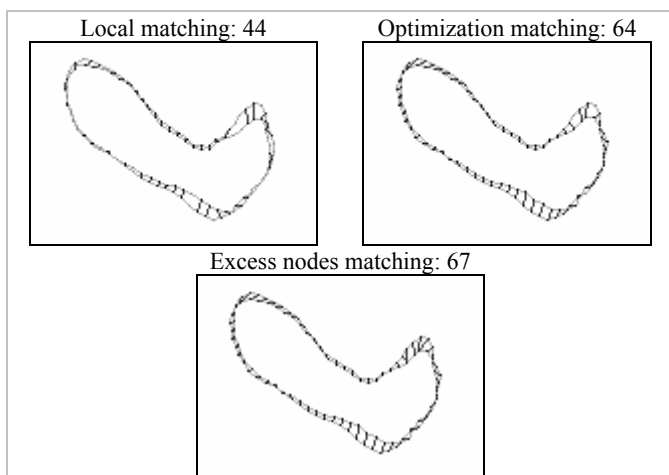 Local matching: 44
Optimization matching: 64
Excess nodes matching: 67